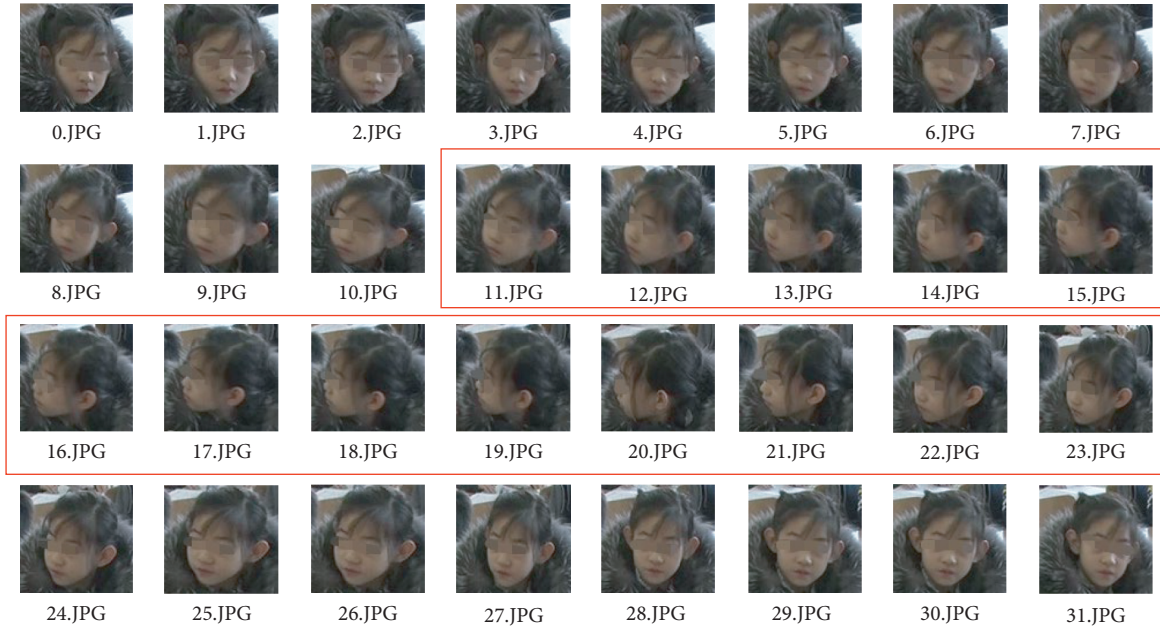 0.JPG 1.JPG 2.JPG 3.JPG 4.JPG 5.JPG 6.JPG 7.JPG
8.JPG 9.JPG 10.JPG 11.JPG 12.JPG 13.JPG 14.JPG 15.JPG
16.JPG 17.JPG 18.JPG 19.JPG 20.JPG 21.JPG 22.JPG 23.JPG
24.JPG 25.JPG 26.JPG 27.JPG 28.JPG 29.JPG 30.JPG 31.JPG